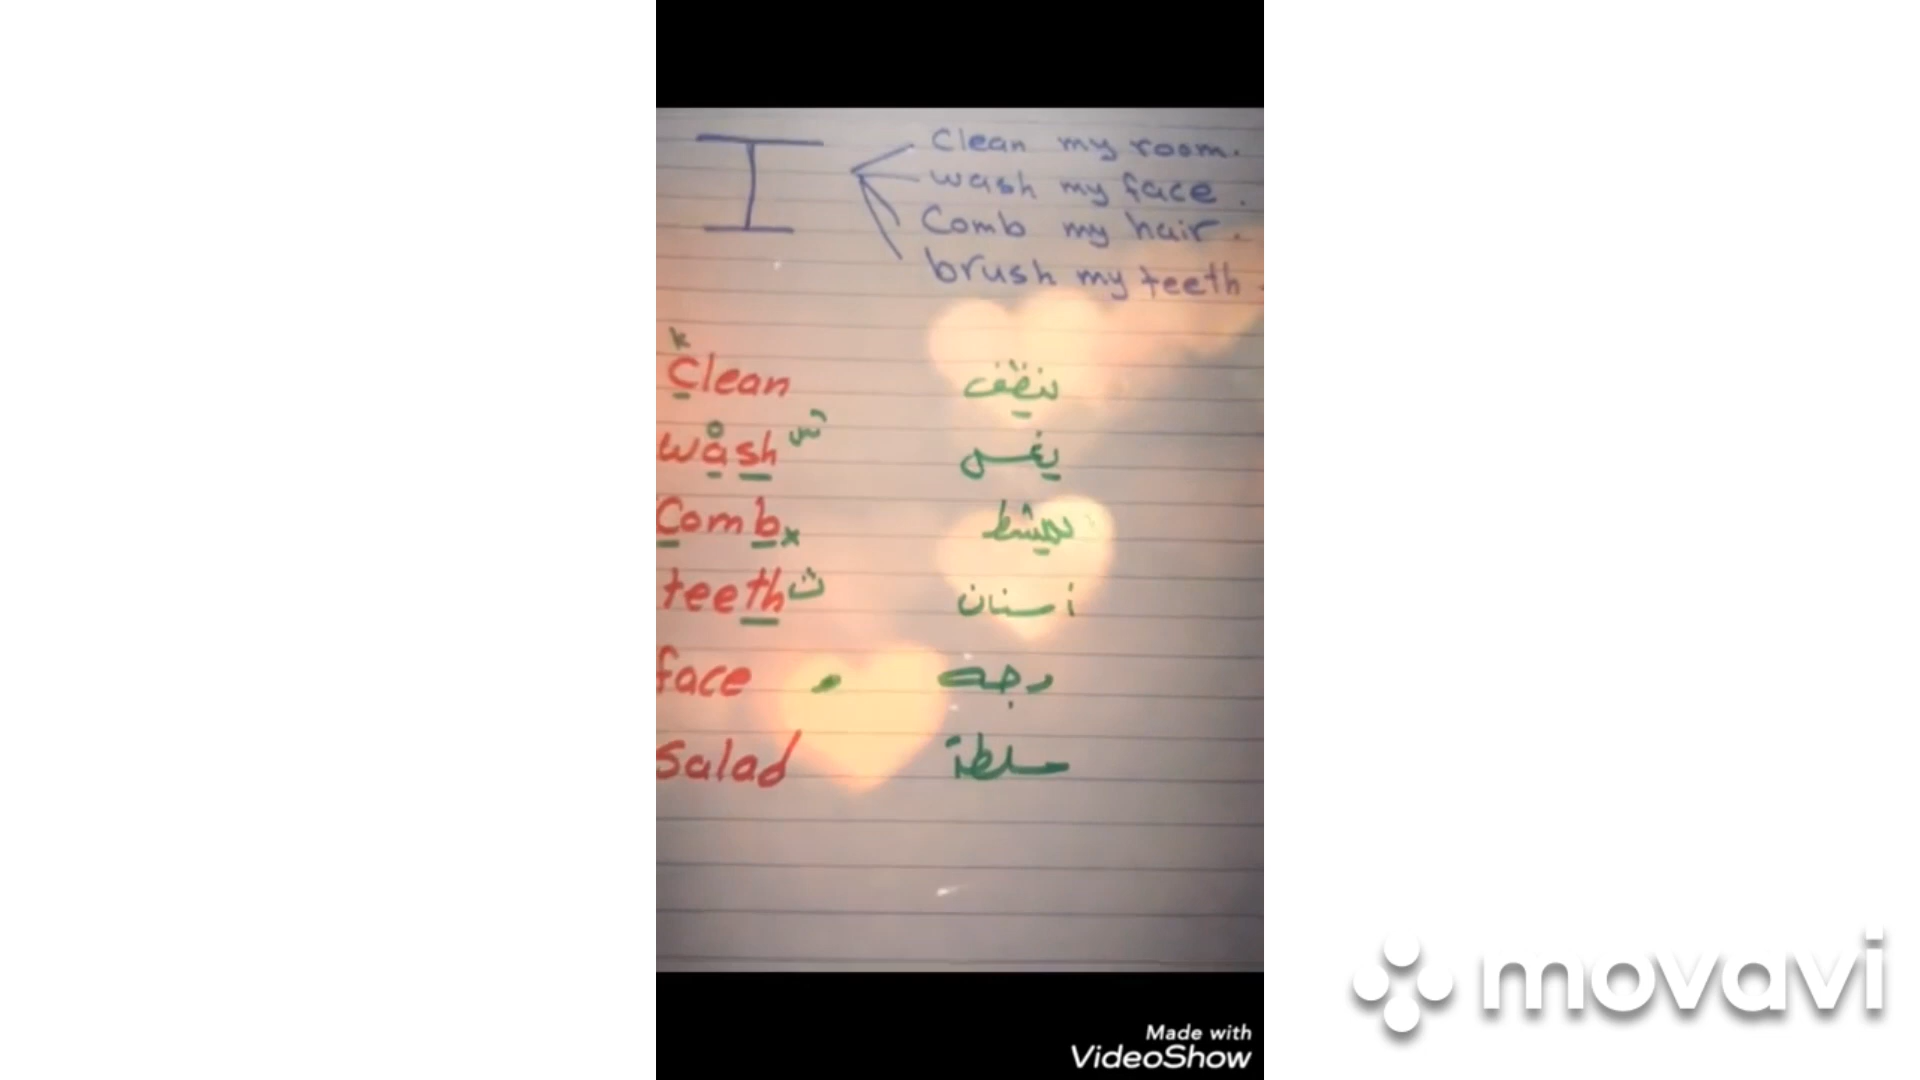 I
Clean my room.
wash my face.
Comb my hair.
brush my teeth.
k
Clean ينظف
o
wash ش يغسل
Comb x يمشط
teeth ث أسنان
face وجه
Salad سلطة
Made with
VideoShow
movavi